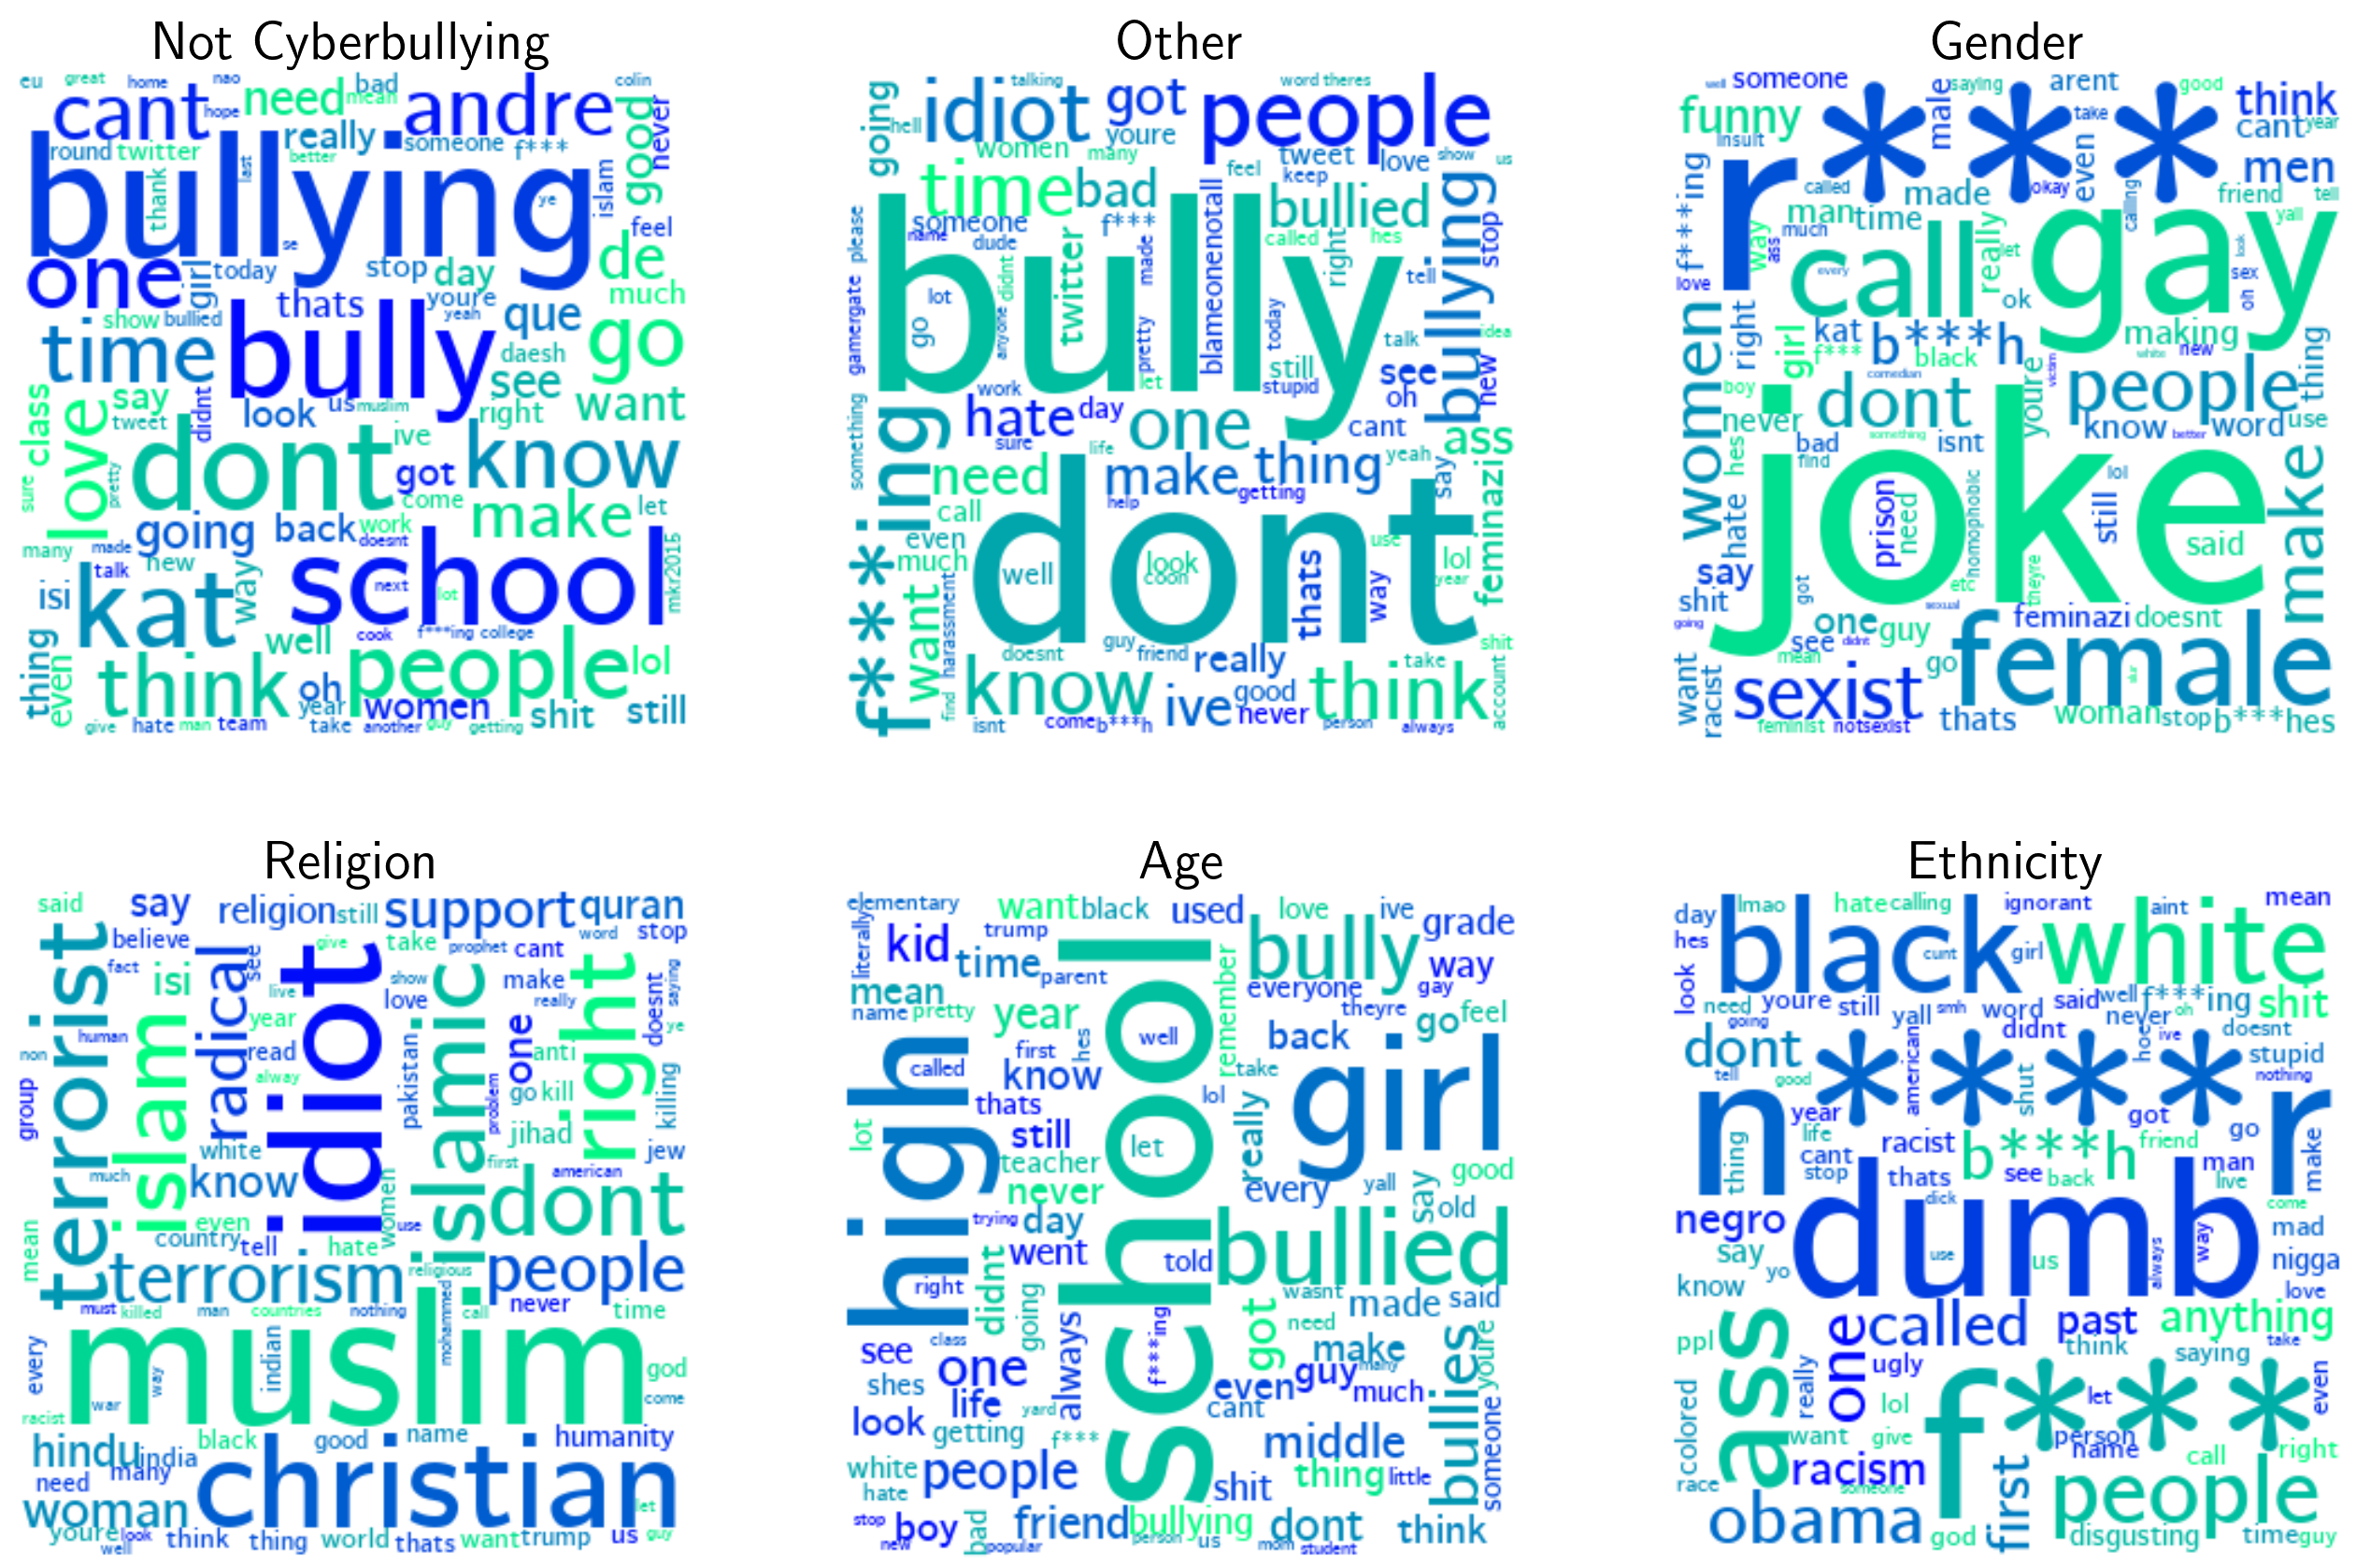 Not Cyberbullying
eu great home nao bad colin
cant hope need mean andre good never
round twitter last really better someone f***
bullying thank ye islam
se feel
one girl today stop day de
thats youre yeah much
show bullied que go
time bully daesh
see
class love say tweet didnt look us muslim right want
sure pretty dont ive got know
come
going back work make let
many made doesnt
talk new
isi kat way school next lot mkr2015
well cook f***ing college
thing even think oh people lol
year women shit still
give hate man team take another guy getting
Other
going talking word theres
hell idiot got people
youre
women many tweet love show us
feel keep
time bad bullied bullying stop
please someone f***
name dude called hes
gamergate bully lot go anyone didnt twitter made pretty blameonenotall right today tell
talk idea
let still see new
work stupid oh
something hate day one cant ass
sure life
f***ing need make thing yeah say feminazi
getting
call help
even dont use
much well look coon thats way lol
year
want harassment
doesnt guy friend really take shit
find know ive good think account
never
isnt come b***h person always
Gender
well someone male saying arent good think
funny r*** take cant year
insult even men
f***ing called made okay calling friend tell
way ass man time gay yall
much
love call every really let look sex
ok oh
women right girl kat b***h making thing
f*** black white new
boy comedian youre victim people
never dont
hes bad something isnt know better word use
find
joke lol make
hate prison need homophobic still said
say got etc theyre
shit sexual feminazi doesnt
going one guy
see didnt female
mean go
want racist sexist slur
thats woman stop b***hes
feminist notsexist
Religion
said say religion still support quran
believe give take prophet cant word stop
terrorist fact isi radical see idiot show islamic make right doesnt saying
live love really
year
human islam read pakistan one anti ye
non alway
group problem go kill killing
white jihad
much know women first american jew
dont
mean even use
country tell hate
terrorism religious people
must killed man countries nothing mohammed call never time
every muslim indian way god
war come
racist
hindu india black good name humanity
need many christian
woman let
youre look think thing world thats want trump us guy
well
Age
elementary want black used love ive grade
literally kid trump school remember bully
time parent way
mean everyone gay
name pretty year theyre go feel
hes well back
high called first girl
know take
lot thats lol
still let really
teacher good
never every yall say
trying day old
went told bullied
right didnt going wasnt made said
always f***ing got need
see class one make bullies youre
shes even guy many
life yard cant much
look getting f*** middle someone
white people thing little
hate shit
stop boy bad friend bullying dont think
new popular person us mom student
Ethnicity
day lmao hate calling ignorant aint mean
hes black cunt girl white
look need youre still word said well f***ing shit
going yall smh didnt never oh
dont american shut hoe ive doesnt
stupid
tell good n****r nothing
year got
thing life racist b***h friend go make
cant man
stop thats see back live
negro dumb dick come
say mad
know yo use us always way nigga
love
ppl ass one called past anything
think take
ugly saying
colored really lol f*** let even
want give person name call right
race racism someone first people
obama god disgusting time guy